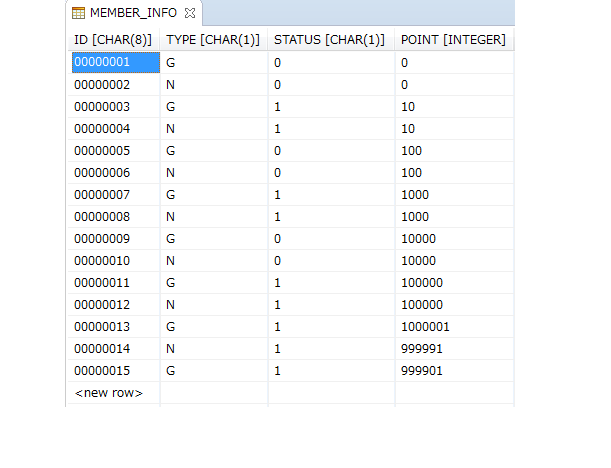 MEMBER_INFO
ID [CHAR(8)] TYPE [CHAR(1)] STATUS [CHAR(1)] POINT [INTEGER]
00000001 G 0 0
00000002 N 0 0
00000003 G 1 10
00000004 N 1 10
00000005 G 0 100
00000006 N 0 100
00000007 G 1 1000
00000008 N 1 1000
00000009 G 0 10000
00000010 N 0 10000
00000011 G 1 100000
00000012 N 1 100000
00000013 G 1 1000001
00000014 N 1 999991
00000015 G 1 999901
<new row>